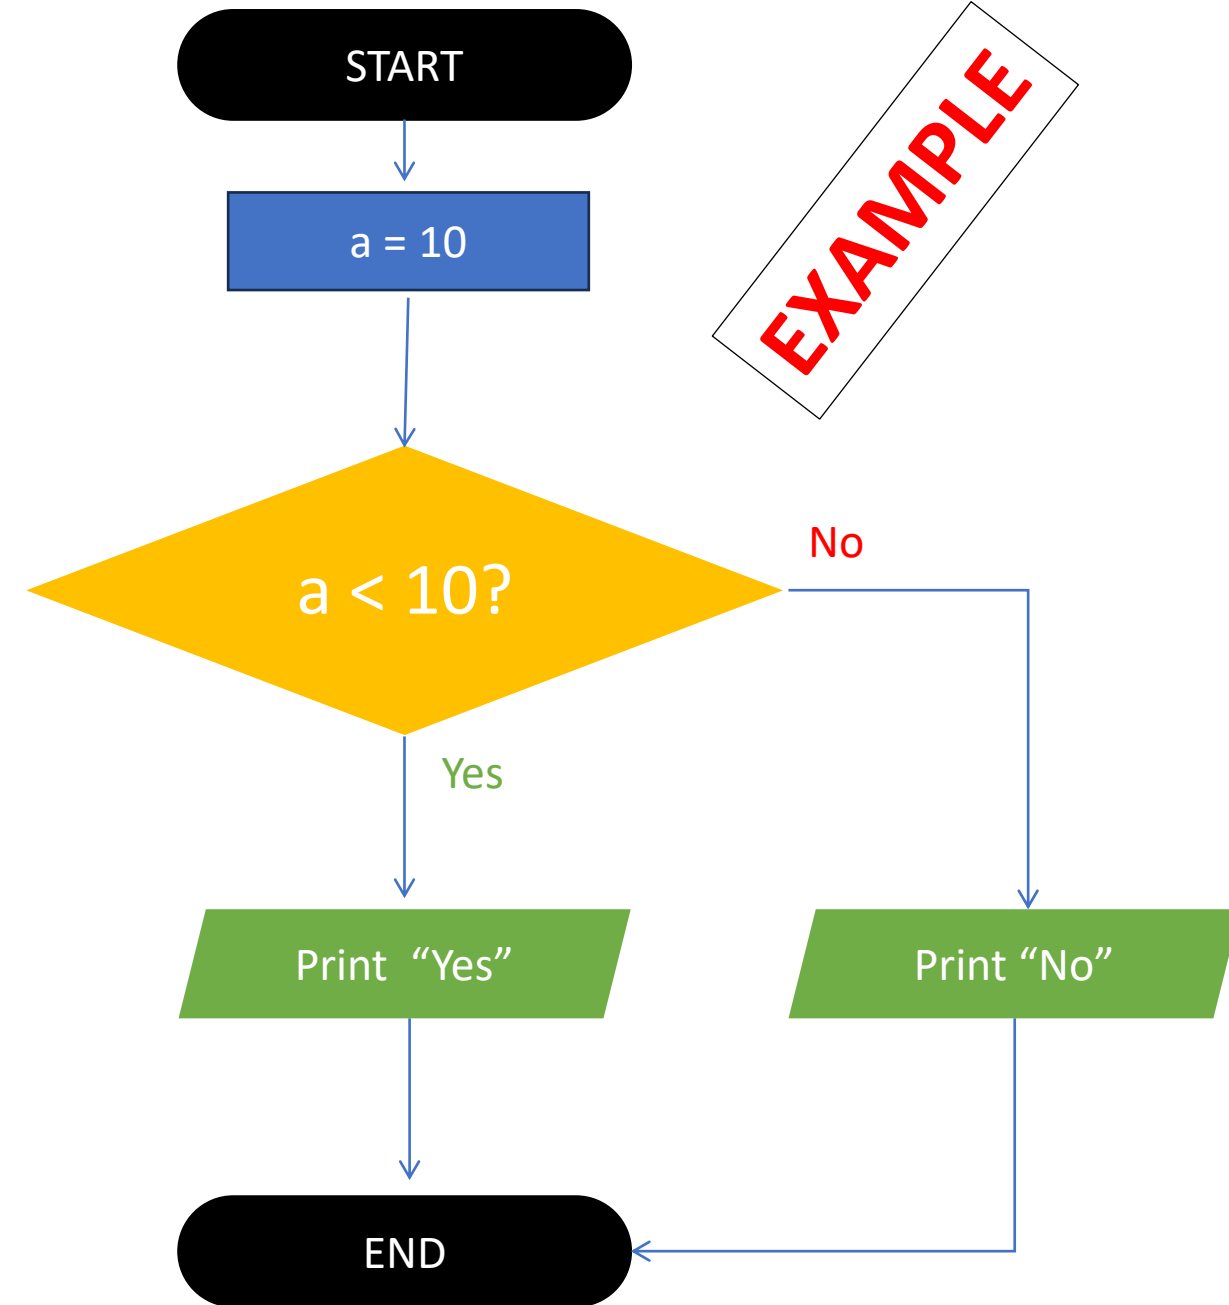 START
EXAMPLE
a = 10
a < 10?
No
Yes
Print  “Yes”
Print “No”
END